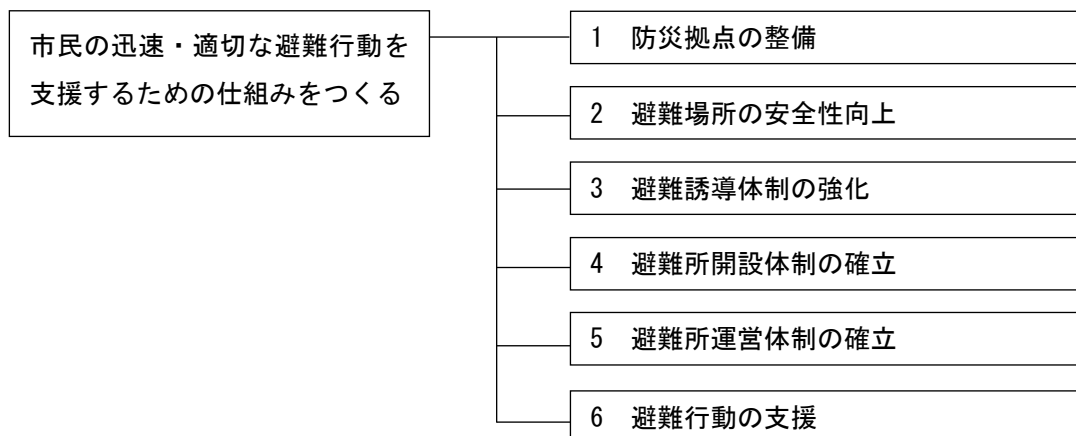 市民の迅速・適切な避難行動を
支援するための仕組みをつくる
1 防災拠点の整備
2 避難場所の安全性向上
3 避難誘導体制の強化
4 避難所開設体制の確立
5 避難所運営体制の確立
6 避難行動の支援